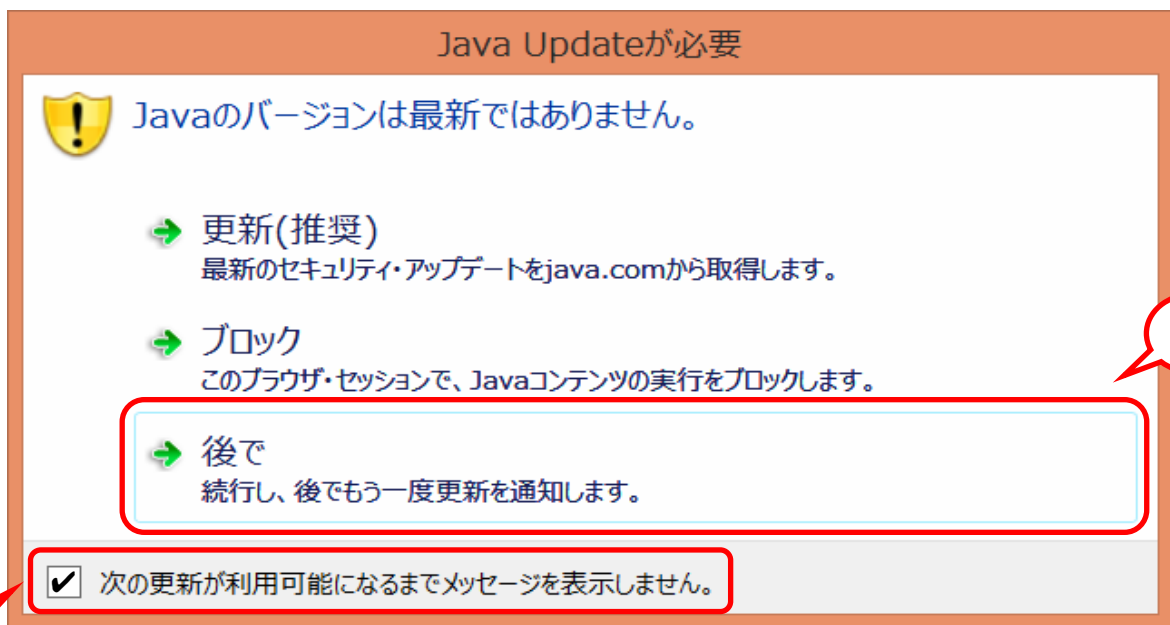 Java Updateが必要
Javaのバージョンは最新ではありません。
更新(推奨)
最新のセキュリティ・アップデートをjava.comから取得します。
ブロック
このブラウザ・セッションで、Javaコンテンツの実行をブロックします。
後で
続行し、後でもう一度更新を通知します。
次の更新が利用可能になるまでメッセージを表示しません。